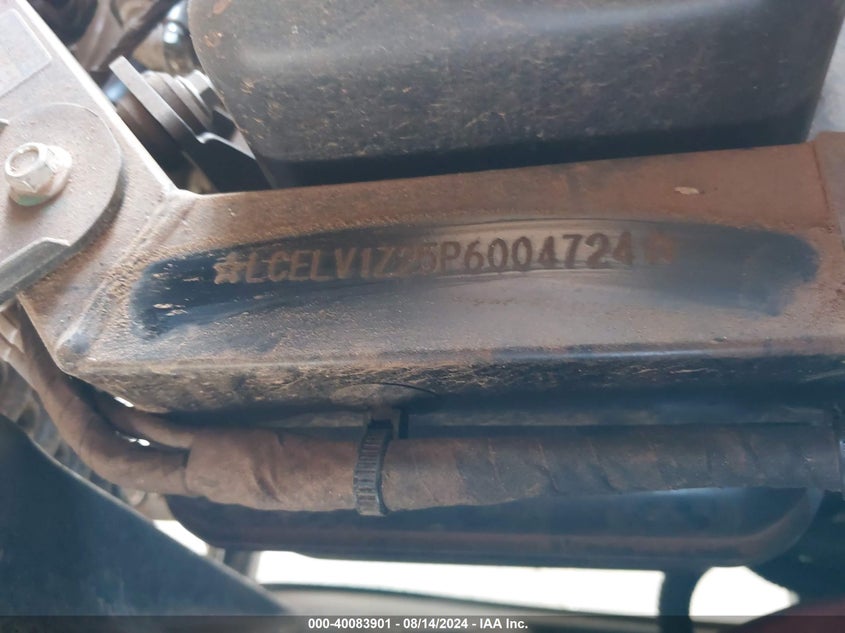 *LCELV1Z25P6004724*
000-40083901 - 08/14/2024 - IAA Inc.